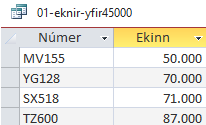 01-eknir-yfir45000
Númer Ekinn
MV155 50.000
YG128 70.000
SX518 71.000
TZ600 87.000